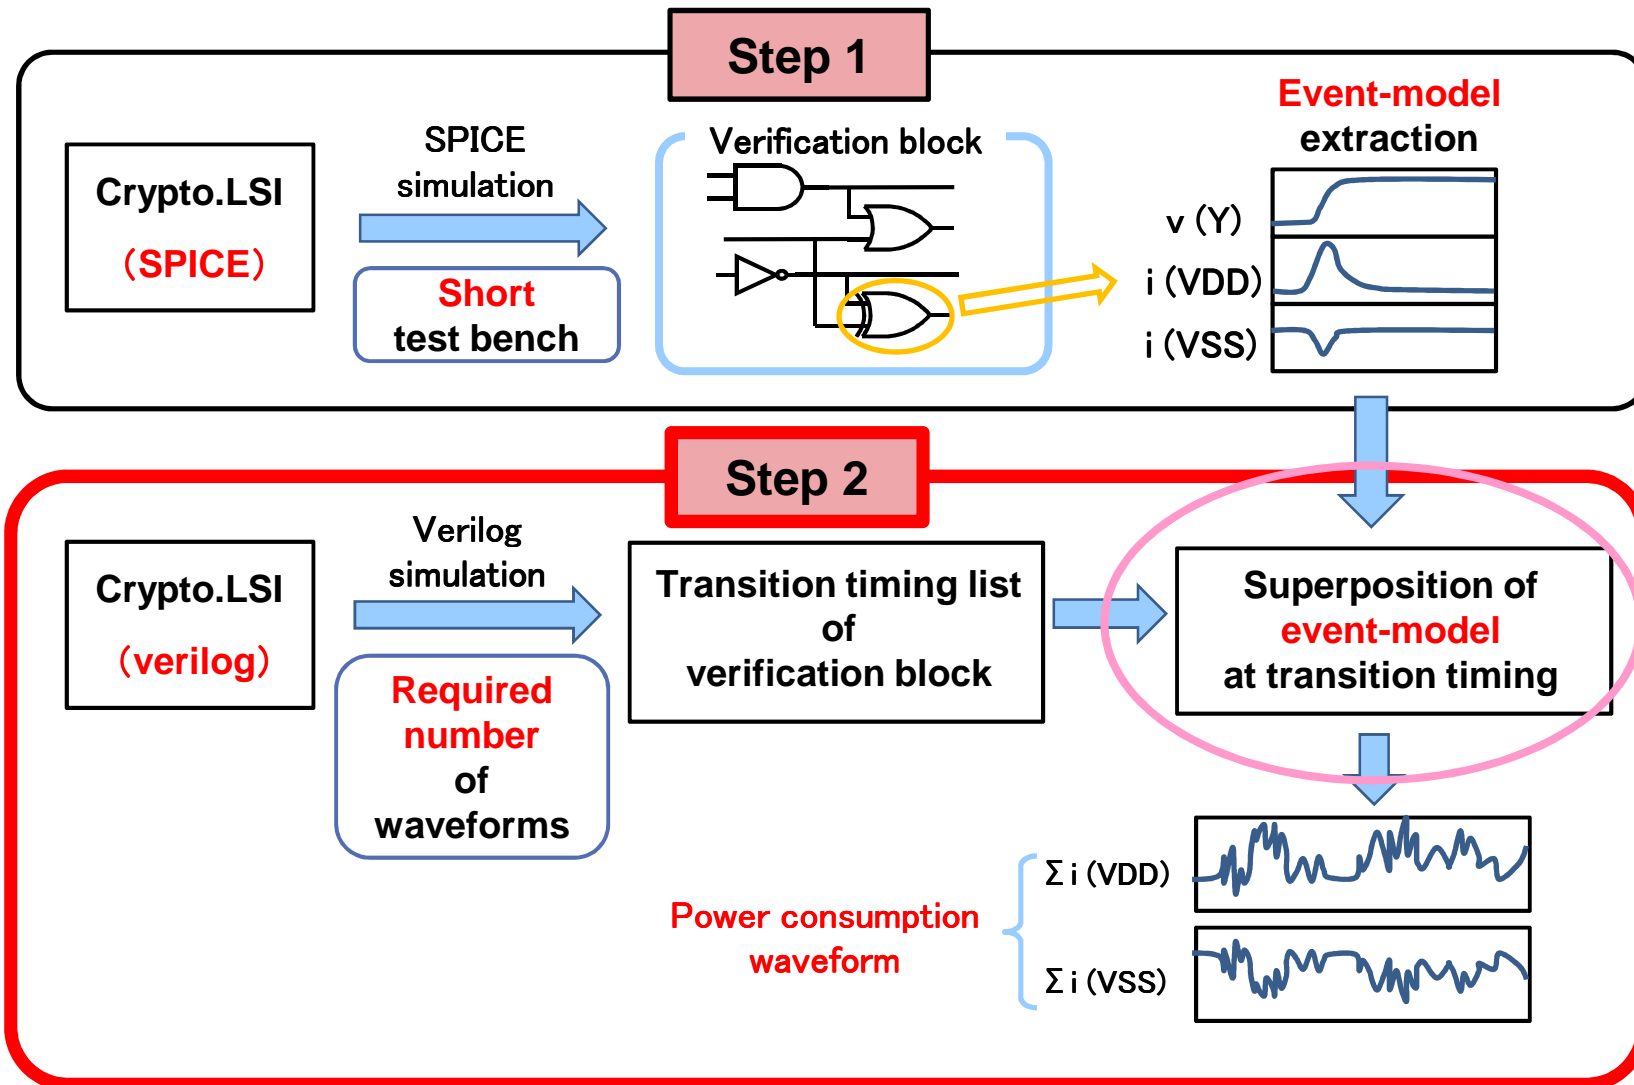 Step 1
Crypto.LSI
（SPICE）
SPICE
simulation
Short
test bench
Verification block
Event-model
extraction
v (Y)
i (VDD)
i (VSS)
Step 2
Crypto.LSI
（verilog）
Verilog
simulation
Required
number
of
waveforms
Transition timing list
of
verification block
Superposition of
event-model
at transition timing
Power consumption
waveform
Σ i (VDD)
Σ i (VSS)